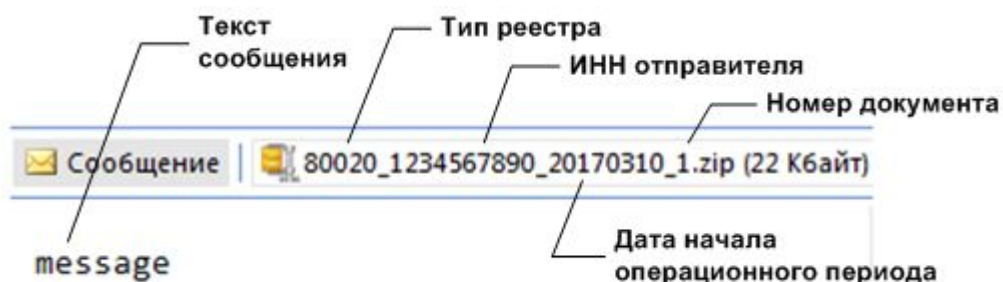 Текст
сообщения
Тип реестра
ИНН отправителя
Номер документа
Сообщение
80020_1234567890_20170310_1.zip (22 Кбайт)
message
Дата начала
операционного периода